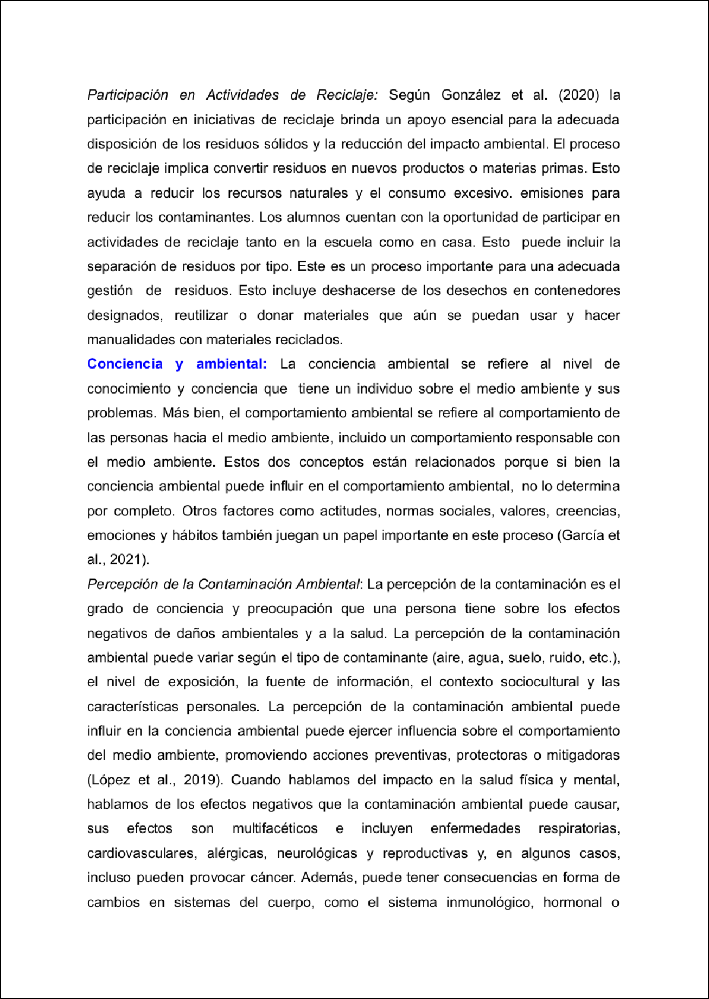 Participación en Actividades de Reciclaje: Según González et al. (2020) la
participación en iniciativas de reciclaje brinda un apoyo esencial para la adecuada
disposición de los residuos sólidos y la reducción del impacto ambiental. El proceso
de reciclaje implica convertir residuos en nuevos productos o materias primas. Esto
ayuda a reducir los recursos naturales y el consumo excesivo. emisiones para
reducir los contaminantes. Los alumnos cuentan con la oportunidad de participar en
actividades de reciclaje tanto en la escuela como en casa. Esto puede incluir la
separación de residuos por tipo. Este es un proceso importante para una adecuada
gestión de residuos. Esto incluye deshacerse de los desechos en contenedores
designados, reutilizar o donar materiales que aún se puedan usar y hacer
manualidades con materiales reciclados.
Conciencia y ambiental: La conciencia ambiental se refiere al nivel de
conocimiento y conciencia que tiene un individuo sobre el medio ambiente y sus
problemas. Más bien, el comportamiento ambiental se refiere al comportamiento de
las personas hacia el medio ambiente, incluido un comportamiento responsable con
el medio ambiente. Estos dos conceptos están relacionados porque si bien la
conciencia ambiental puede influir en el comportamiento ambiental, no lo determina
por completo. Otros factores como actitudes, normas sociales, valores, creencias,
emociones y hábitos también juegan un papel importante en este proceso (García et
al., 2021).
Percepción de la Contaminación Ambiental: La percepción de la contaminación es el
grado de conciencia y preocupación que una persona tiene sobre los efectos
negativos de daños ambientales y a la salud. La percepción de la contaminación
ambiental puede variar según el tipo de contaminante (aire, agua, suelo, ruido, etc.),
el nivel de exposición, la fuente de información, el contexto sociocultural y las
características personales. La percepción de la contaminación ambiental puede
influir en la conciencia ambiental puede ejercer influencia sobre el comportamiento
del medio ambiente, promoviendo acciones preventivas, protectoras o mitigadoras
(López et al., 2019). Cuando hablamos del impacto en la salud física y mental,
hablamos de los efectos negativos que la contaminación ambiental puede causar,
sus efectos son multifacéticos e incluyen enfermedades respiratorias,
cardiovasculares, alérgicas, neurológicas y reproductivas y, en algunos casos,
incluso pueden provocar cáncer. Además, puede tener consecuencias en forma de
cambios en sistemas del cuerpo, como el sistema inmunológico, hormonal o